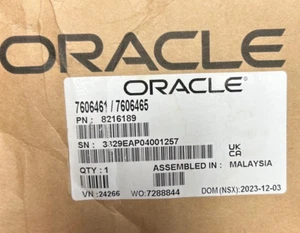 ORACLE
ORACLE
7606461 / 7606465
PN : 8216189
SN : 3329EAP04001257
UK
CA
QTY : 1
ASSEMBLED IN : MALAYSIA
VN : 24266 WO:7288844 DOM (NSX): 2023-12-03